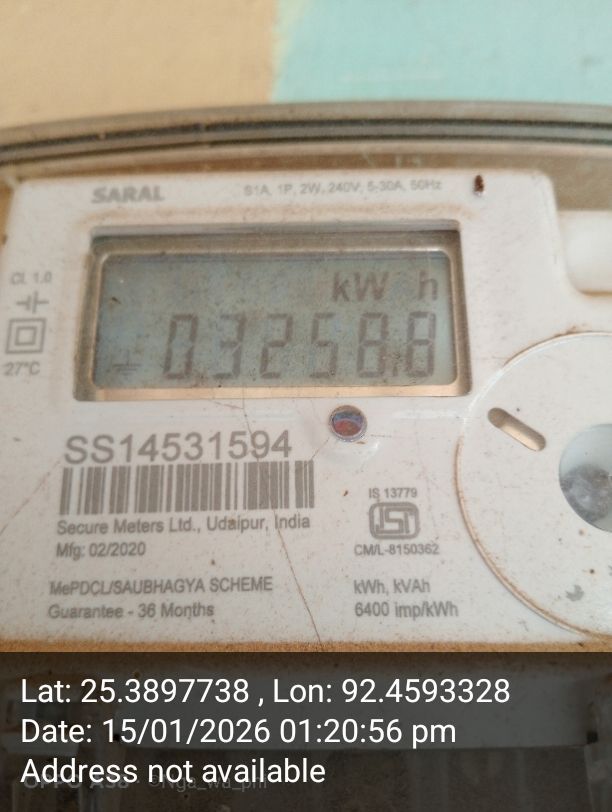 SARAL
S1A, 1P, 2W, 240V, 5-30A, 50Hz
CL 1.0
27°C
kW h
03258.8
SS14531594
Secure Meters Ltd., Udaipur, India
Mfg: 02/2020
IS 13779
CM/L-8150362
MePDCL/SAUBHAGYA SCHEME
Guarantee - 36 Months
kWh, kVAh
6400 imp/kWh
Lat: 25.3897738 , Lon: 92.4593328
Date: 15/01/2026 01:20:56 pm
Address not available